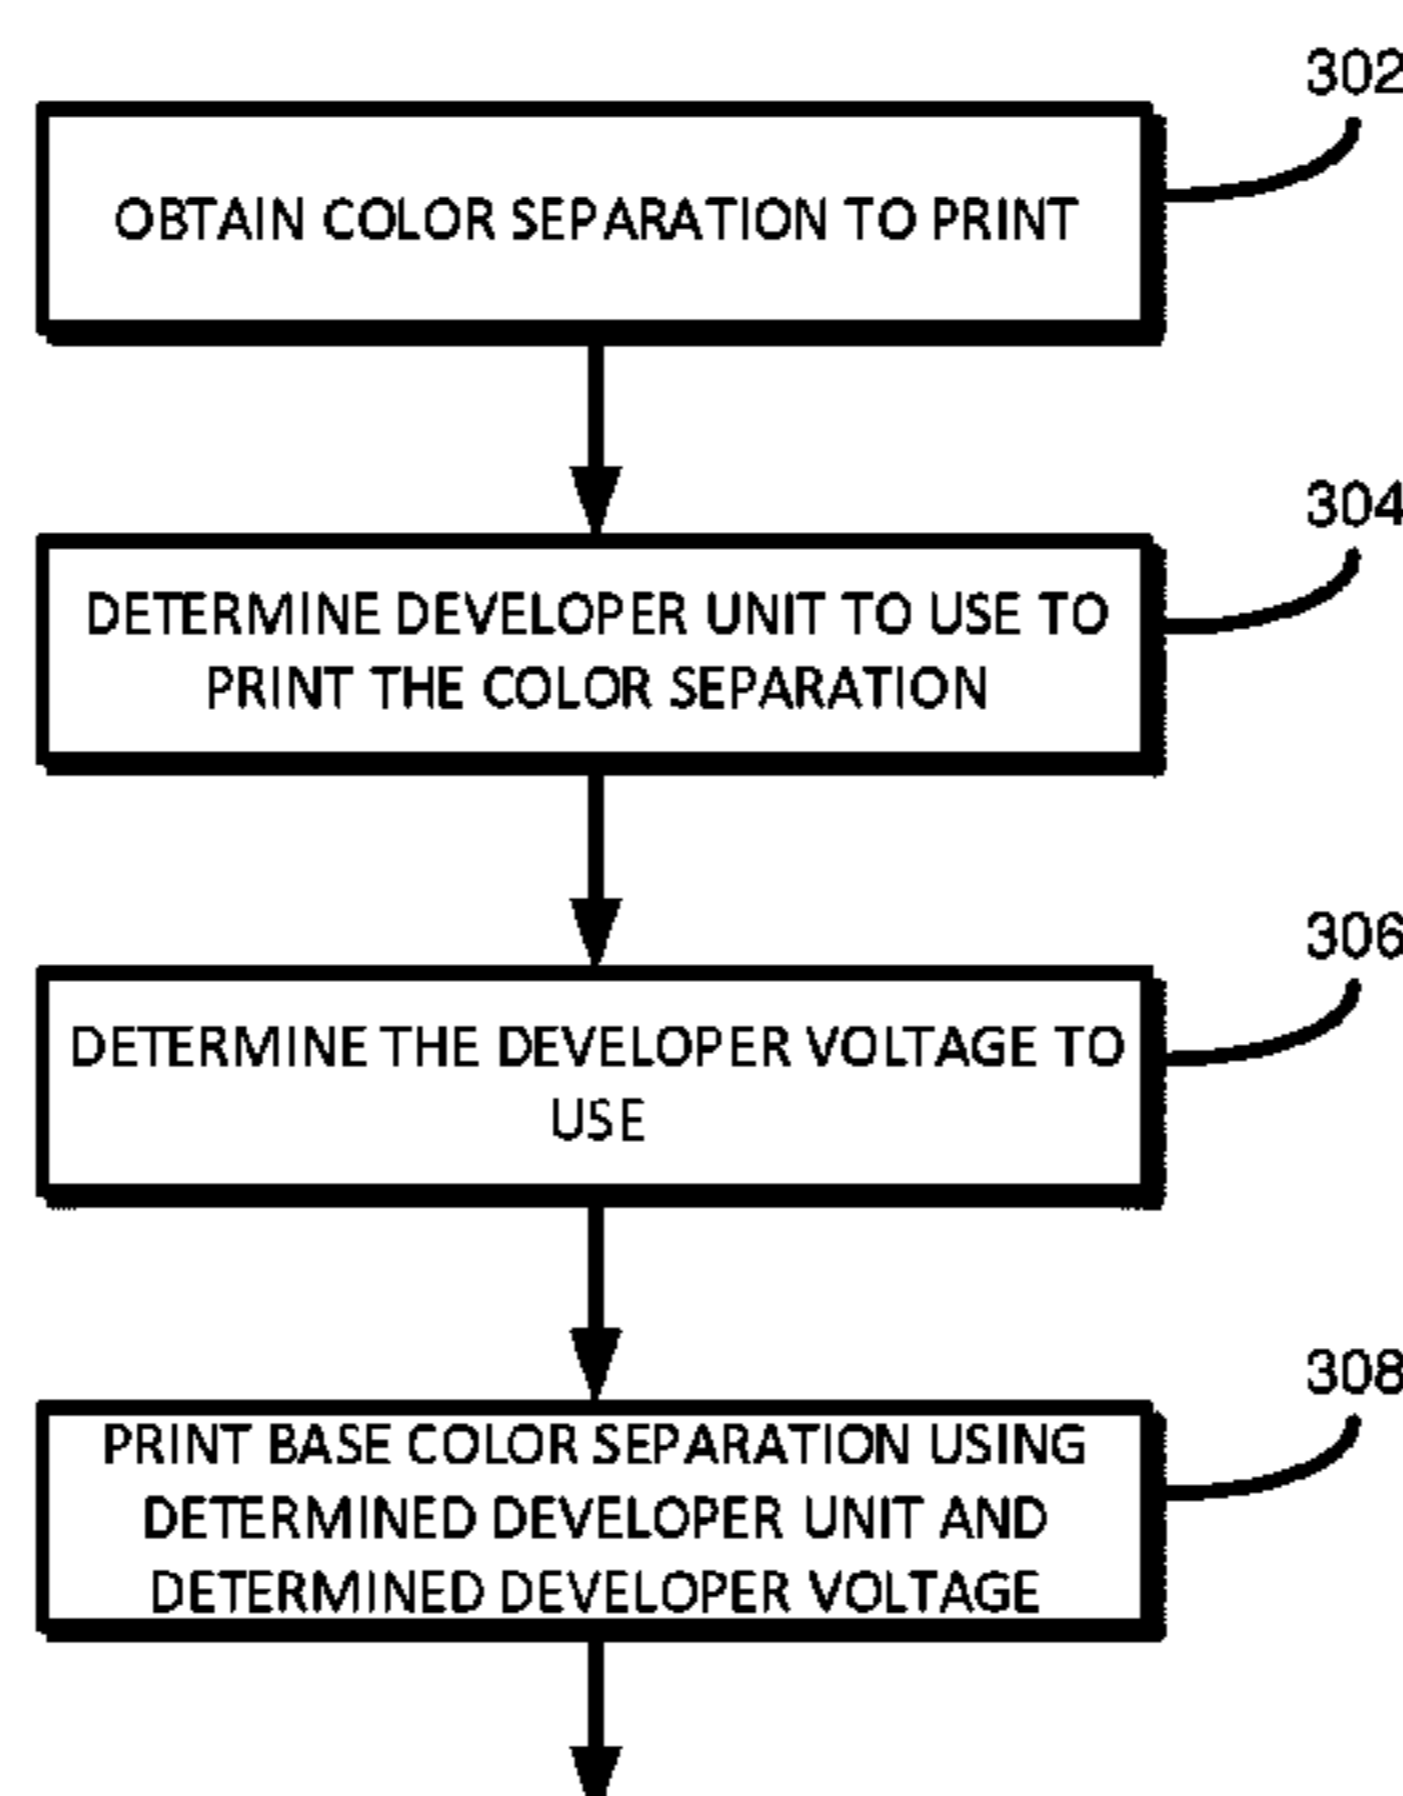 302
OBTAIN COLOR SEPARATION TO PRINT
304
DETERMINE DEVELOPER UNIT TO USE TO
PRINT THE COLOR SEPARATION
306
DETERMINE THE DEVELOPER VOLTAGE TO
USE
308
PRINT BASE COLOR SEPARATION USING
DETERMINED DEVELOPER UNIT AND
DETERMINED DEVELOPER VOLTAGE